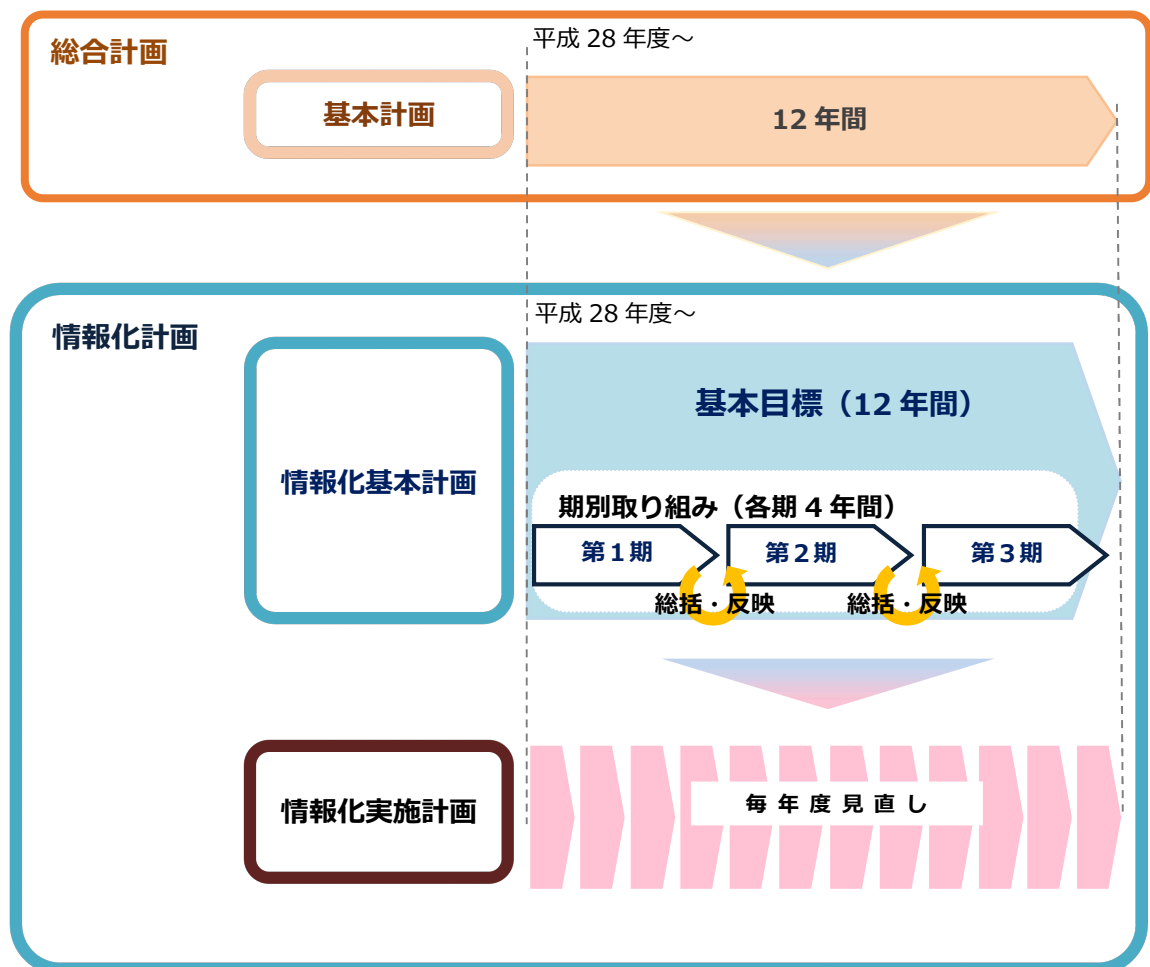 平成 28 年度～
総合計画
基本計画
12 年間
平成 28 年度～
情報化計画
基本目標（12 年間）
情報化基本計画
期別取り組み（各期 4 年間）
第１期
第２期
第３期
総括・反映
総括・反映
情報化実施計画
毎年度見直し